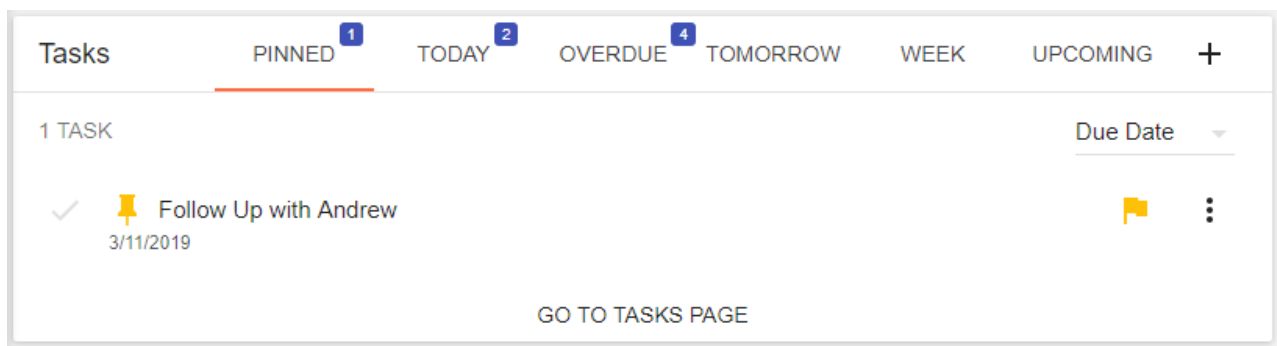 Tasks PINNED 1 TODAY 2 OVERDUE 4 TOMORROW WEEK UPCOMING +
1 TASK Due Date
Follow Up with Andrew
3/11/2019
GO TO TASKS PAGE